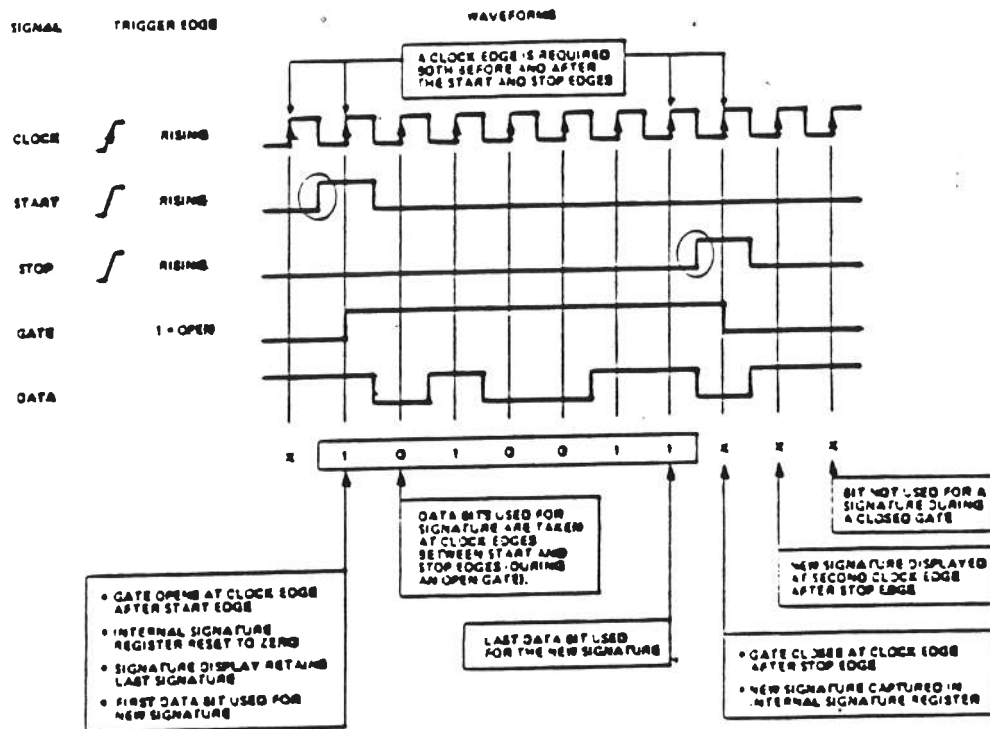 SIGNAL TRIGGER EDGE WAVEFORMS
A CLOCK EDGE IS REQUIRED
BOTH BEFORE AND AFTER
THE START AND STOP EDGES
CLOCK RISING
START RISING
STOP RISING
GATE 1 = OPEN
DATA
X 1 0 1 0 0 1 1 X X X
BIT NOT USED FOR A
SIGNATURE DURING
A CLOSED GATE
DATA BITS USED FOR
SIGNATURE ARE TAKEN
AT CLOCK EDGES
BETWEEN START AND
STOP EDGES (DURING
AN OPEN GATE).
NEW SIGNATURE DISPLAYED
AT SECOND CLOCK EDGE
AFTER STOP EDGE
• GATE OPENS AT CLOCK EDGE
AFTER START EDGE
• INTERNAL SIGNATURE
REGISTER RESET TO ZERO
• SIGNATURE DISPLAY RETAINS
LAST SIGNATURE
• FIRST DATA BIT USED FOR
NEW SIGNATURE
LAST DATA BIT USED
FOR THE NEW SIGNATURE
• GATE CLOSES AT CLOCK EDGE
AFTER STOP EDGE
• NEW SIGNATURE CAPTURED IN
INTERNAL SIGNATURE REGISTER